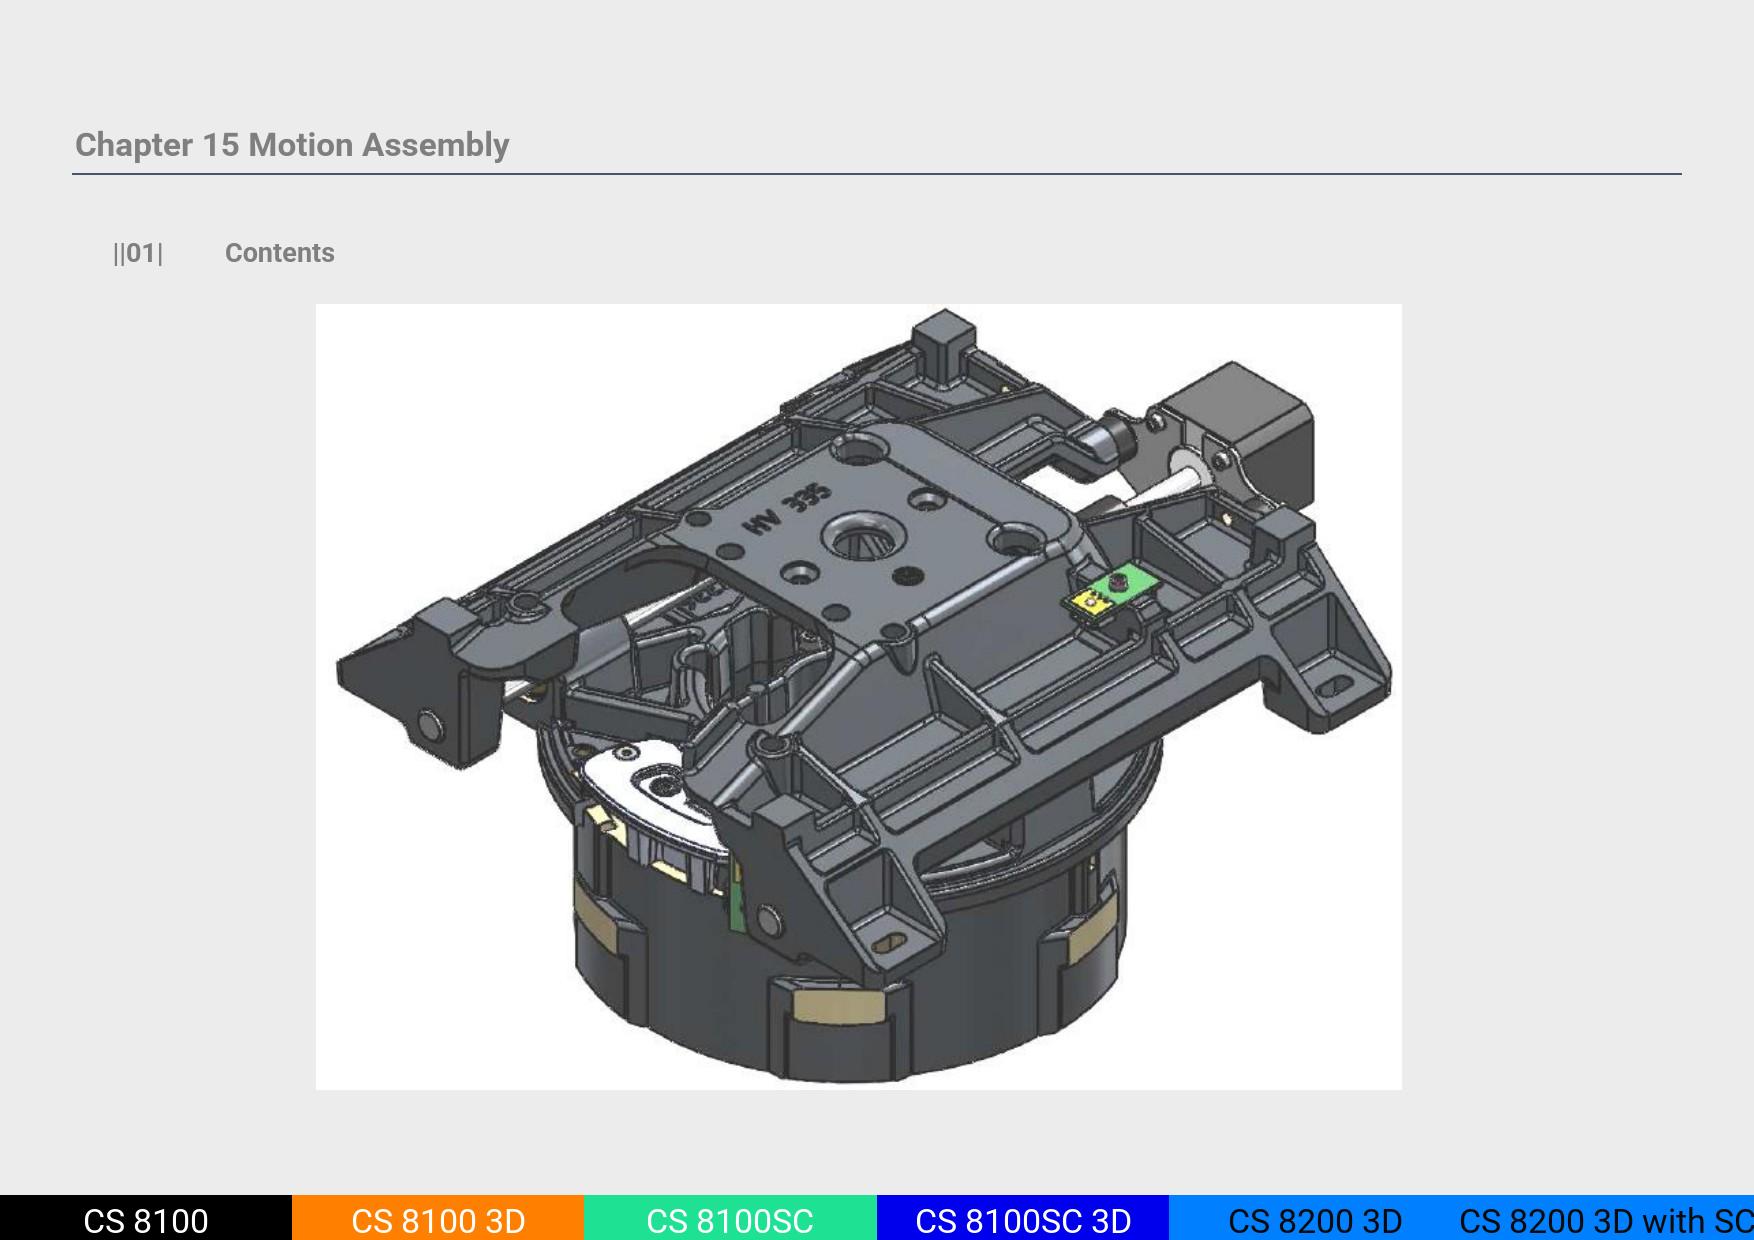 Chapter 15 Motion Assembly
||01| Contents
HV 335
CS 8100
CS 8100 3D
CS 8100SC
CS 8100SC 3D
CS 8200 3D
CS 8200 3D with SC